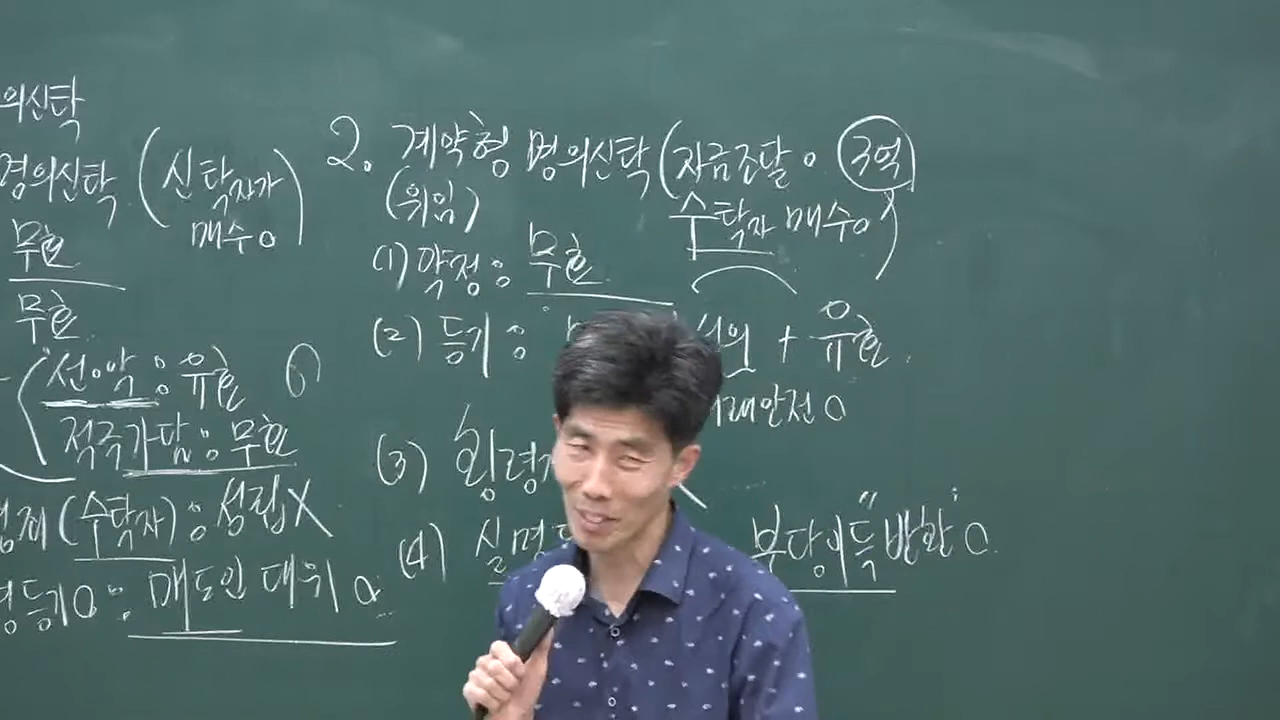 의신탁
명의신탁 (신탁자가
매수o)
무효
무효
선·악 : 유효
적극가담 : 무효
(수탁자) : 성립X
등기o : 매도인 대위 o
2. 계약형 명의신탁 (자금조달 o 3억
(위임) 수탁자 매수o)
(1) 약정 : 무효
(2) 등기 : 선의 + 유효
거래안전 o
(3) 횡령
(4) 실명 부당이득 "반환" o